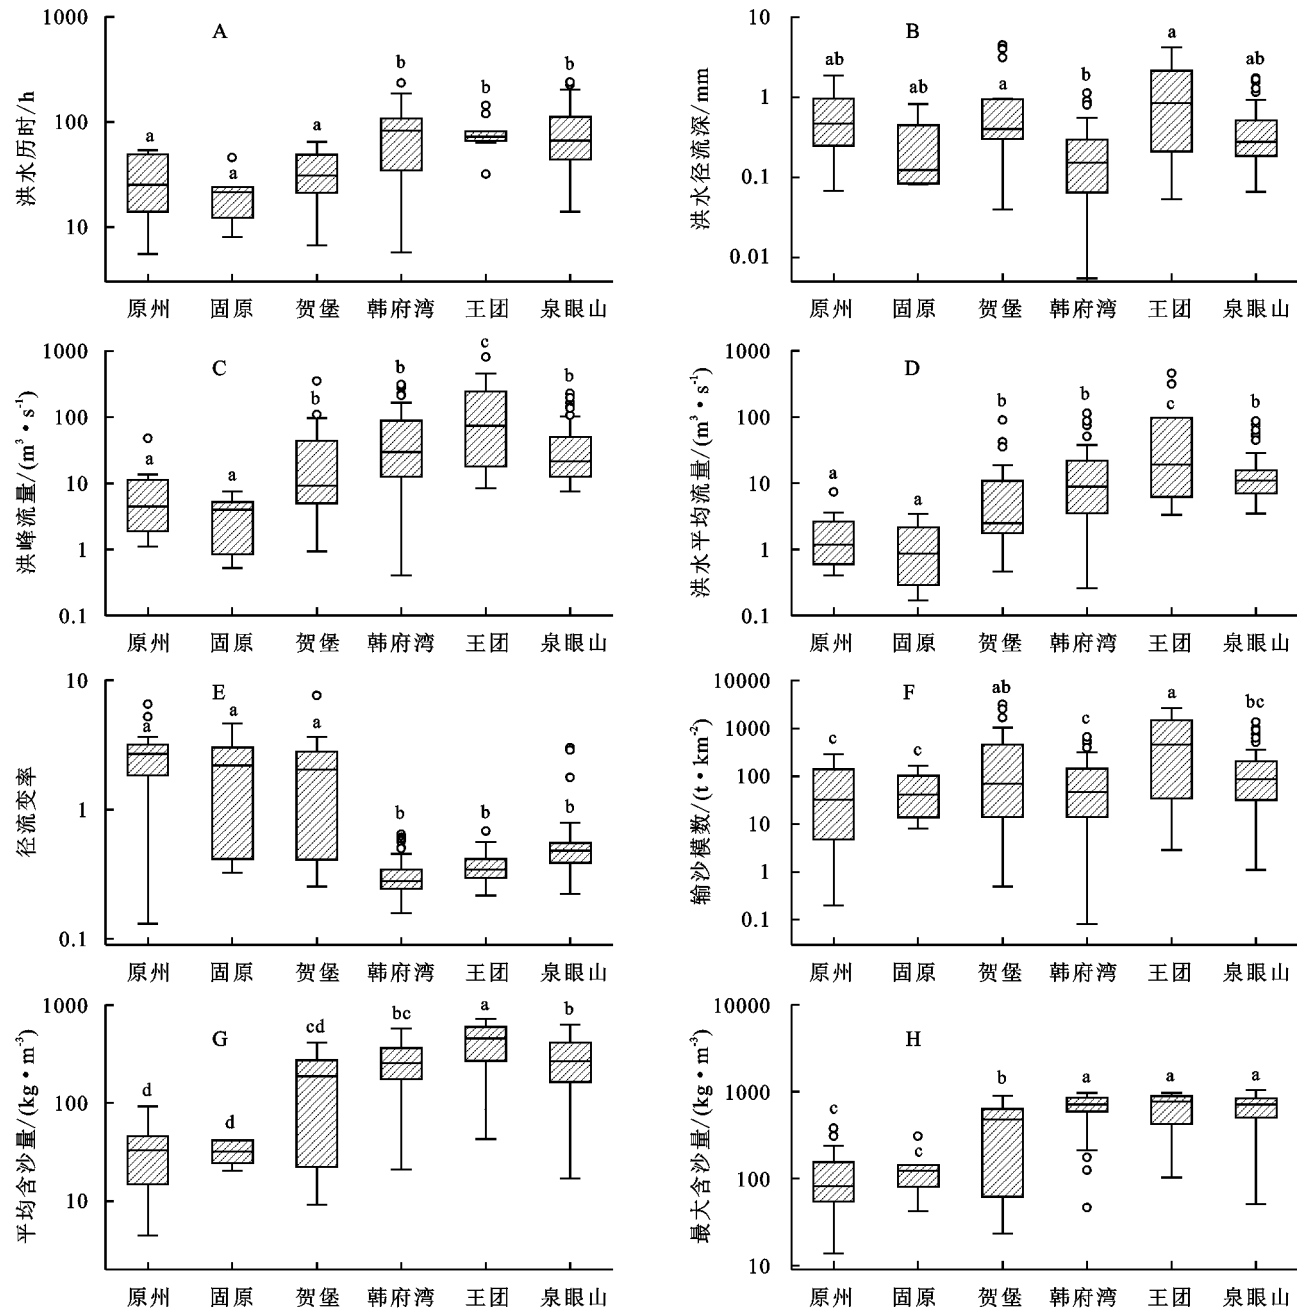 A
洪水历时/h
1000
100
10
a
a
a
b
b
b
原州 固原 贺堡 韩府湾 王团 泉眼山
B
洪水径流深/mm
10
1
0.1
0.01
ab
ab
a
b
a
ab
原州 固原 贺堡 韩府湾 王团 泉眼山
C
洪峰流量/(m³·s⁻¹)
1000
100
10
1
0.1
a
a
b
b
c
b
原州 固原 贺堡 韩府湾 王团 泉眼山
D
洪水平均流量/(m³·s⁻¹)
1000
100
10
1
0.1
a
a
b
b
c
b
原州 固原 贺堡 韩府湾 王团 泉眼山
E
径流变率
10
1
0.1
a
a
a
b
b
b
原州 固原 贺堡 韩府湾 王团 泉眼山
F
输沙模数/(t·km⁻²)
10000
1000
100
10
1
0.1
c
c
ab
c
a
bc
原州 固原 贺堡 韩府湾 王团 泉眼山
G
平均含沙量/(kg·m⁻³)
1000
100
10
d
d
cd
bc
a
b
原州 固原 贺堡 韩府湾 王团 泉眼山
H
最大含沙量/(kg·m⁻³)
10000
1000
100
10
c
c
b
a
a
a
原州 固原 贺堡 韩府湾 王团 泉眼山